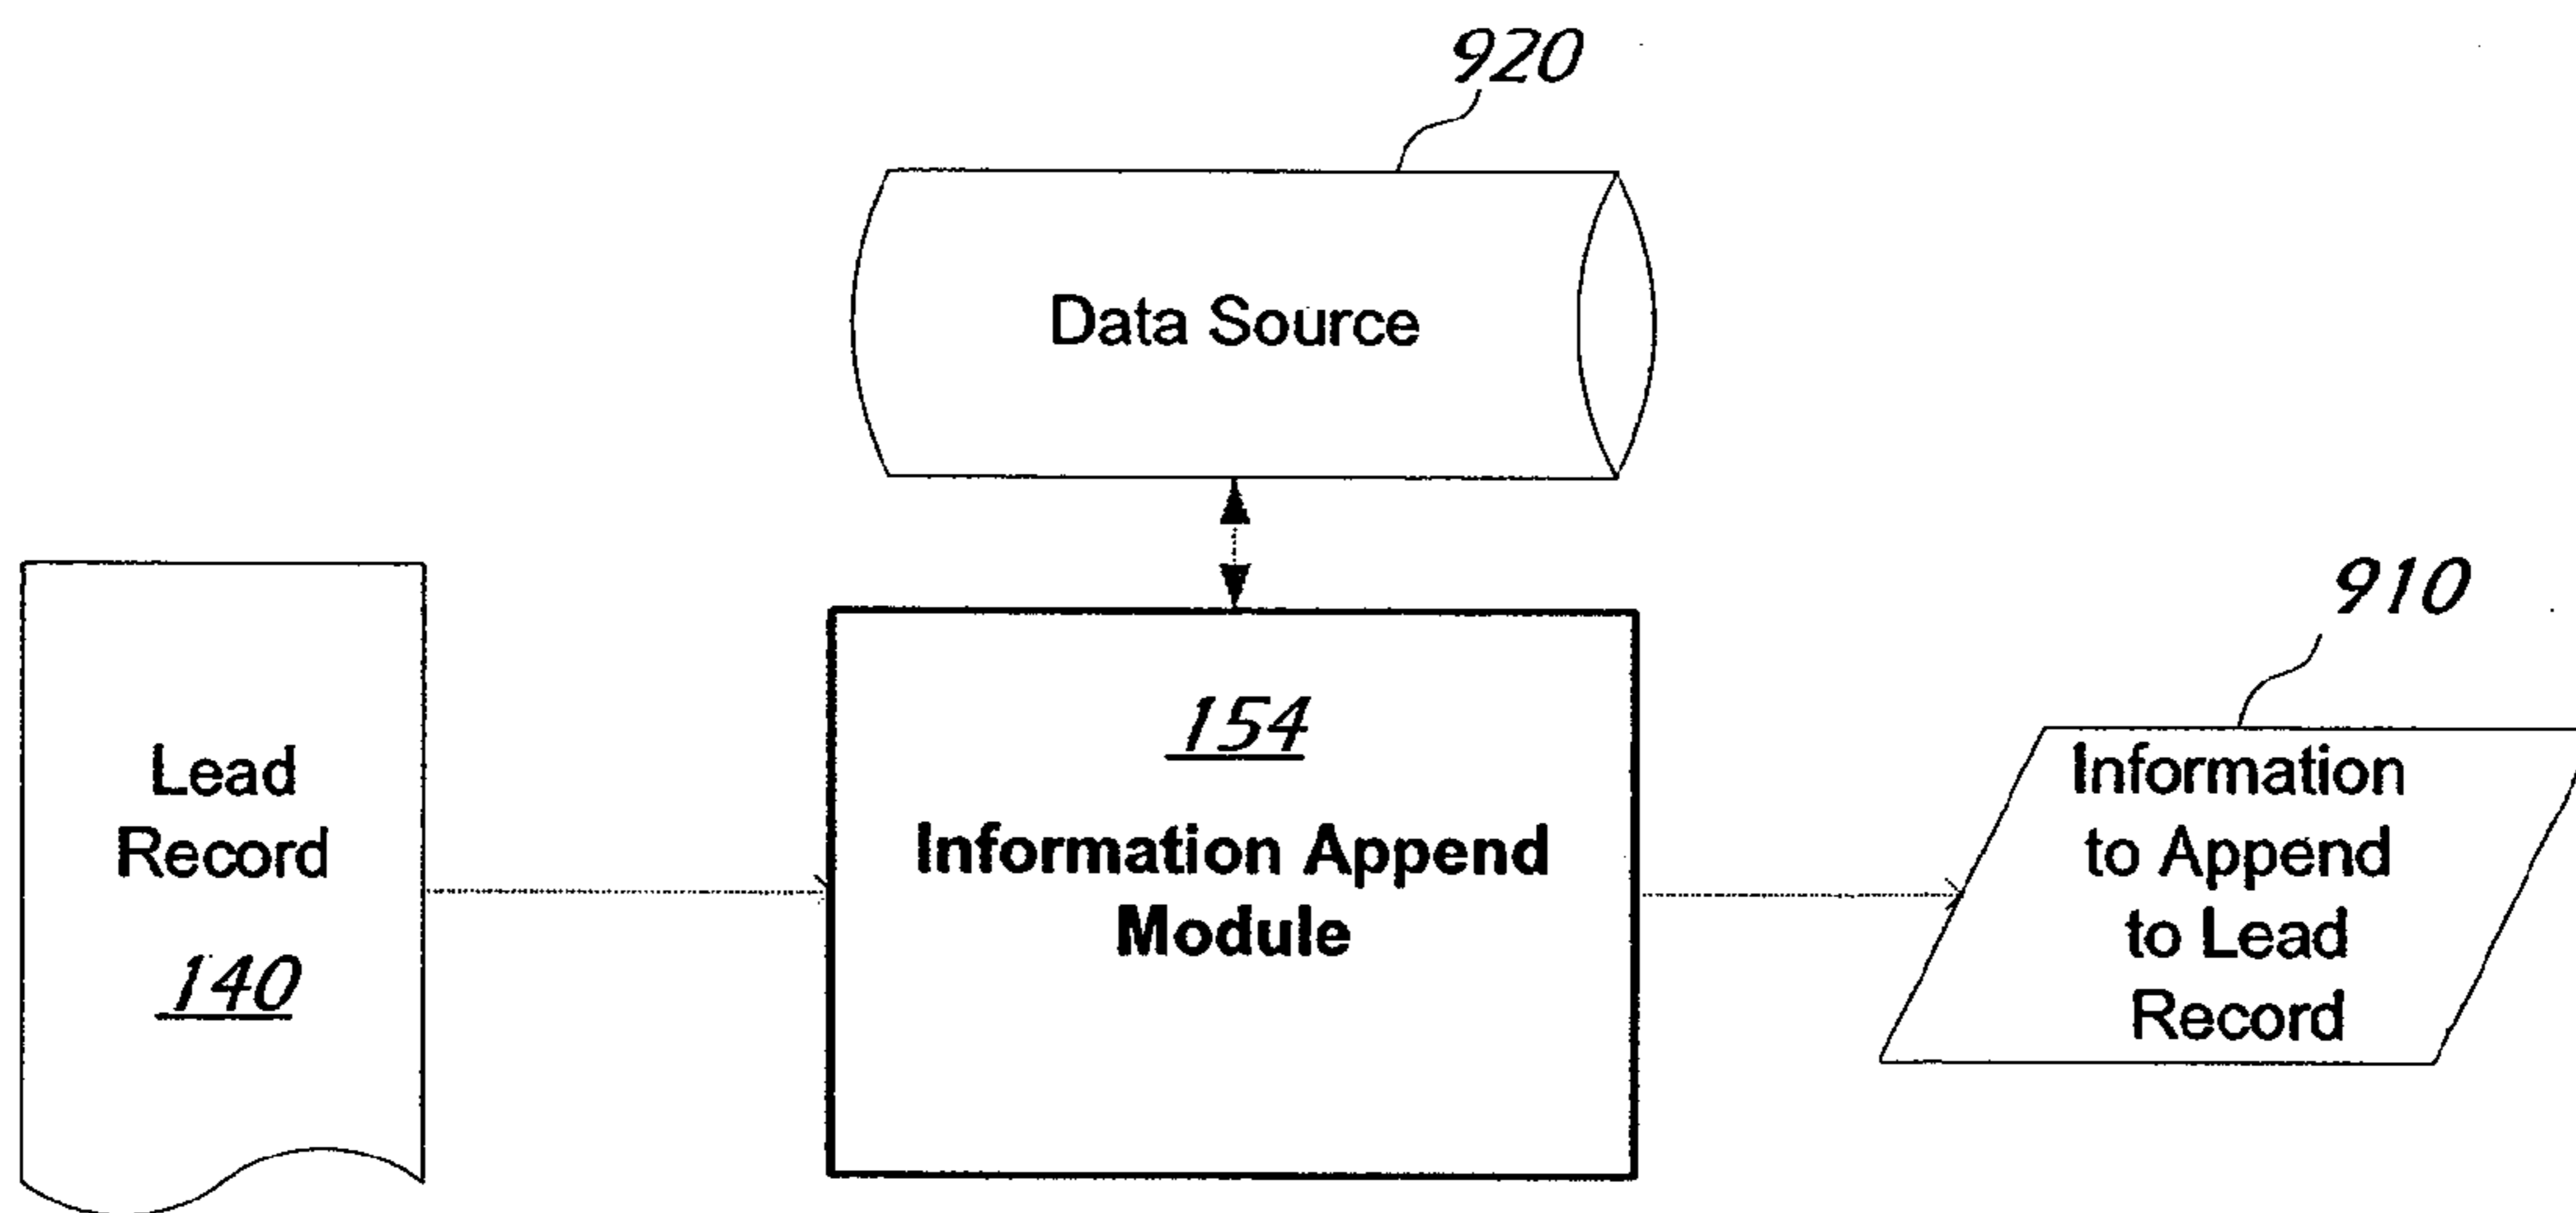 920
Data Source
910
Lead
Record
140
154
Information Append
Module
Information
to Append
to Lead
Record